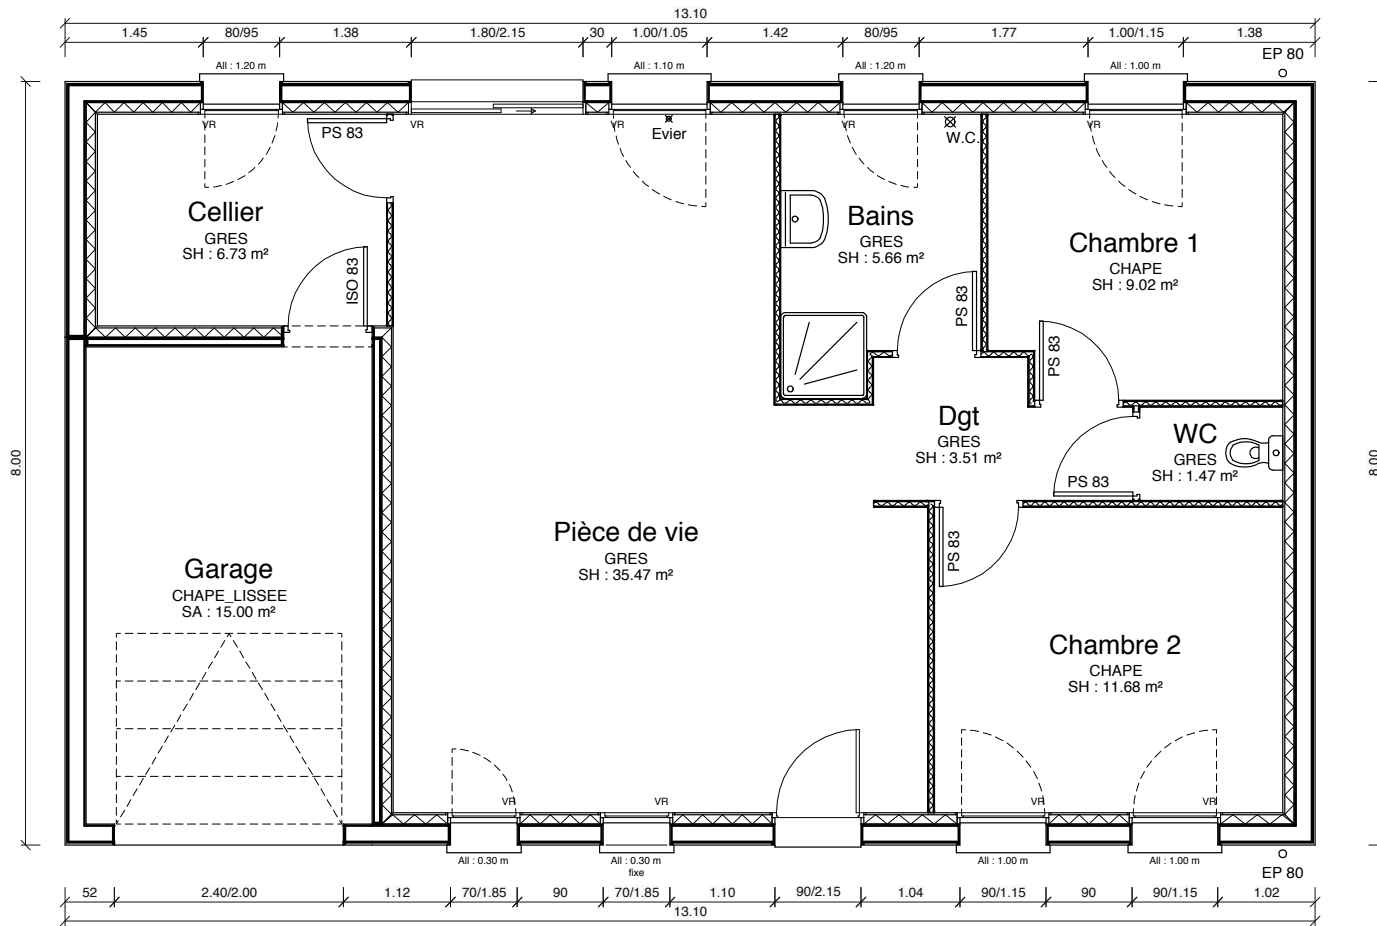 13.10
1.45 80/95 1.38 1.80/2.15 30 1.00/1.05 1.42 80/95 1.77 1.00/1.15 1.38
EP 80
All : 1.20 m All : 1.10 m All : 1.20 m All : 1.00 m
VR VR VR VR VR
PS 83
Evier
W.C.
Cellier
GRES
SH : 6.73 m²
ISO 83
Bains
GRES
SH : 5.66 m²
PS 83
Chambre 1
CHAPE
SH : 9.02 m²
PS 83
Dgt
GRES
SH : 3.51 m²
WC
GRES
SH : 1.47 m²
PS 83
8.00
8.00
Pièce de vie
GRES
SH : 35.47 m²
PS 83
Garage
CHAPE_LISSEE
SA : 15.00 m²
Chambre 2
CHAPE
SH : 11.68 m²
VR VR VR VR
All : 0.30 m All : 0.30 m All : 1.00 m All : 1.00 m
fixe
EP 80
52 2.40/2.00 1.12 70/1.85 90 70/1.85 1.10 90/2.15 1.04 90/1.15 90 90/1.15 1.02
13.10